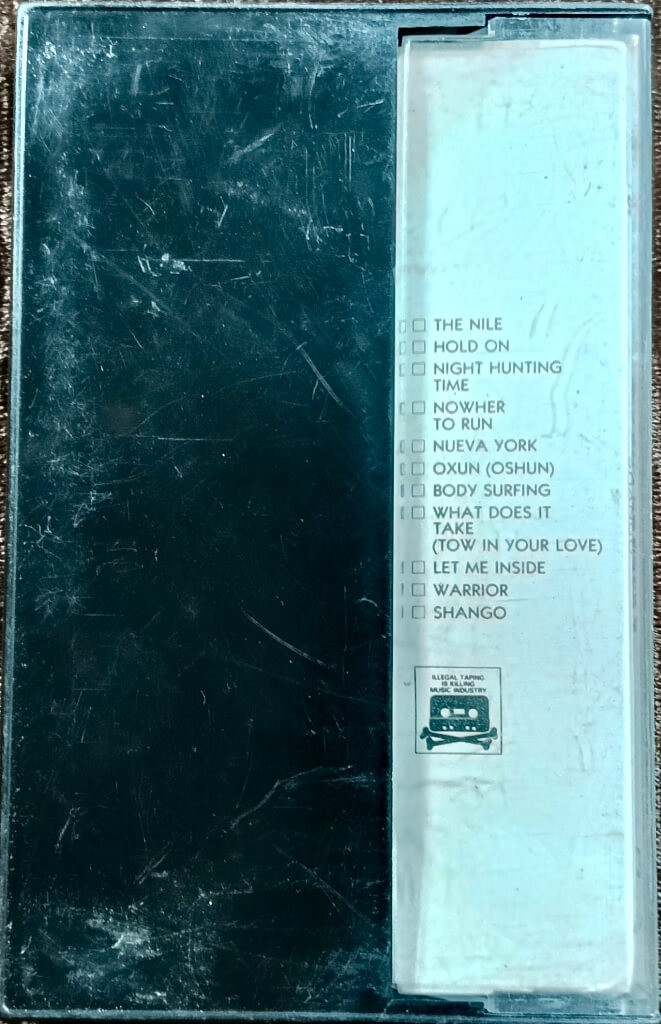 THE NILE
HOLD ON
NIGHT HUNTING
TIME
NOWHER
TO RUN
NUEVA YORK
OXUN (OSHUN)
BODY SURFING
WHAT DOES IT
TAKE
(TOW IN YOUR LOVE)
LET ME INSIDE
WARRIOR
SHANGO
ILLEGAL TAPING
IS KILLING
MUSIC INDUSTRY